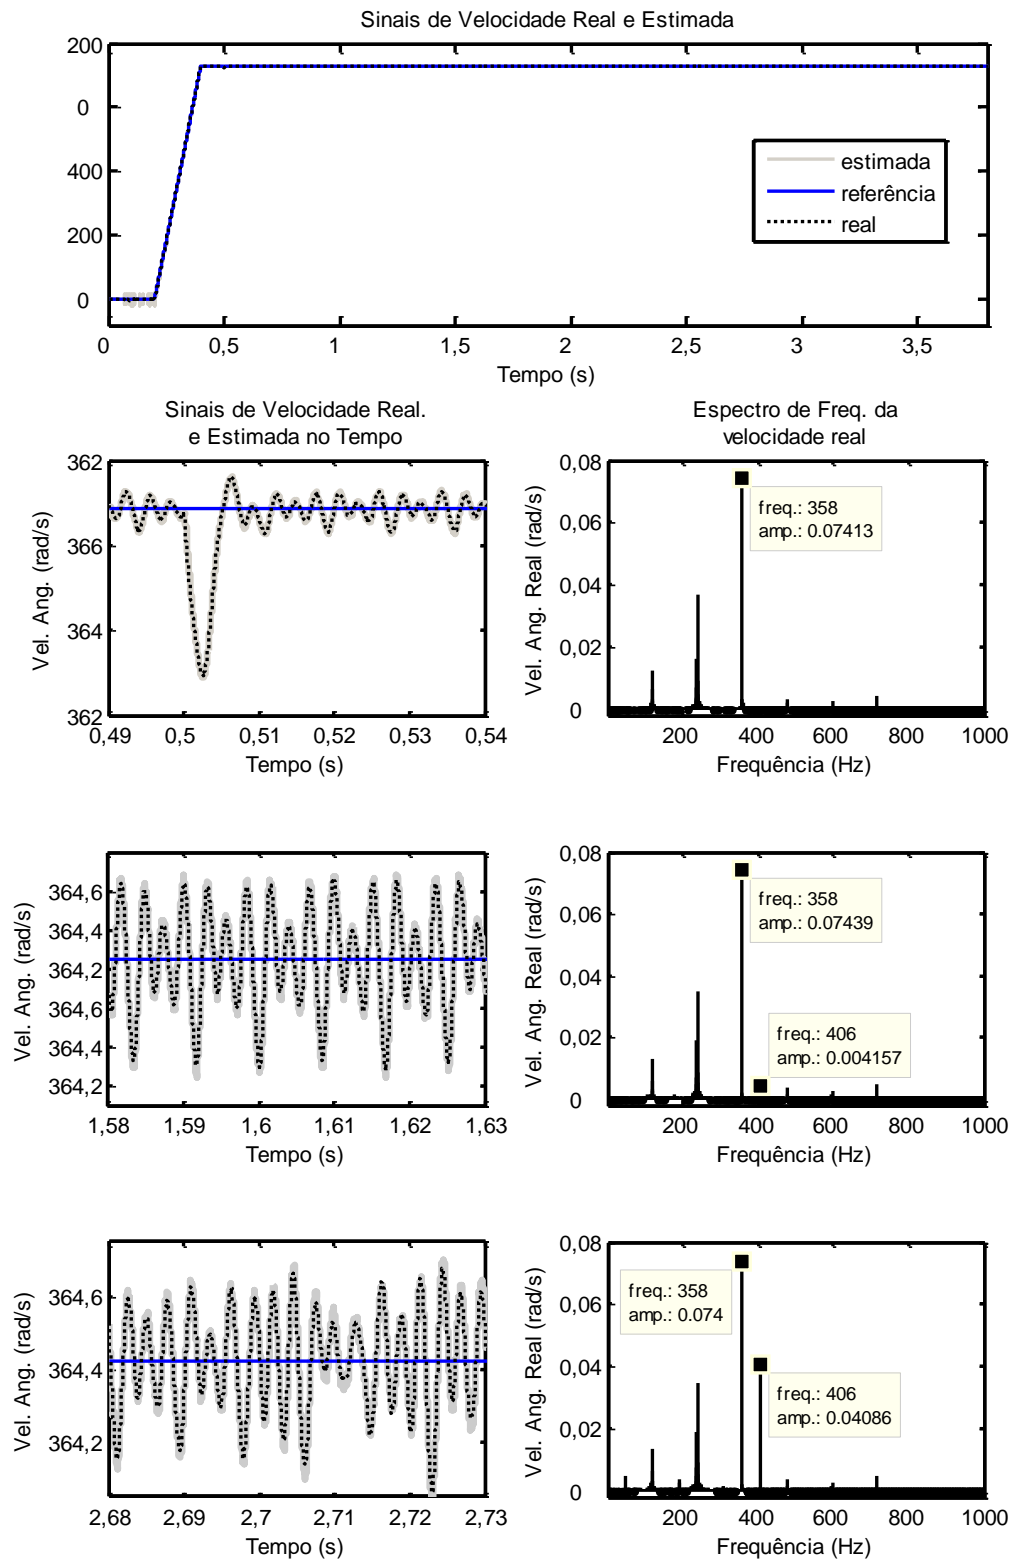 Sinais de Velocidade Real e Estimada
200
0
400
200
0
estimada
referência
real
0 0,5 1 1,5 2 2,5 3 3,5
Tempo (s)
Sinais de Velocidade Real.
e Estimada no Tempo
Vel. Ang. (rad/s)
362
366
364
362
0,49 0,5 0,51 0,52 0,53 0,54
Tempo (s)
Espectro de Freq. da
velocidade real
Vel. Ang. Real (rad/s)
0,08
0,06
0,04
0,02
0
freq.: 358
amp.: 0.07413
200 400 600 800 1000
Frequência (Hz)
Vel. Ang. (rad/s)
364,6
364,4
364,2
364,6
364,4
364,2
1,58 1,59 1,6 1,61 1,62 1,63
Tempo (s)
Vel. Ang. Real (rad/s)
0,08
0,06
0,04
0,02
0
freq.: 358
amp.: 0.07439
freq.: 406
amp.: 0.004157
200 400 600 800 1000
Frequência (Hz)
Vel. Ang. (rad/s)
364,6
364,4
364,2
2,68 2,69 2,7 2,71 2,72 2,73
Tempo (s)
Vel. Ang. Real (rad/s)
0,08
0,06
0,04
0,02
0
freq.: 358
amp.: 0.074
freq.: 406
amp.: 0.04086
200 400 600 800 1000
Frequência (Hz)